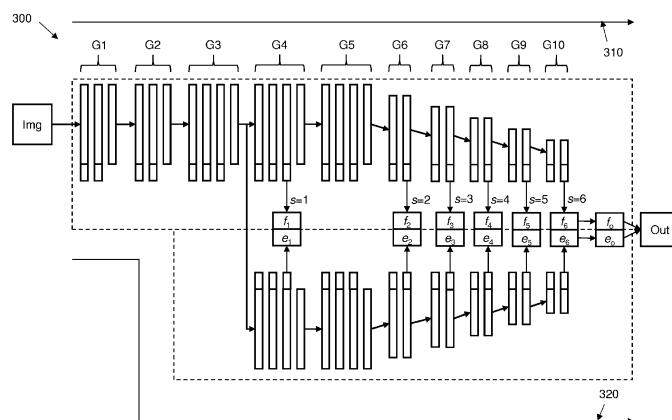 300
310
G1 G2 G3 G4 G5 G6 G7 G8 G9 G10
Img
s=1 s=2 s=3 s=4 s=5 s=6
f1 f2 f3 f4 f5 f6 fo
e1 e2 e3 e4 e5 e6 eo
Out
320